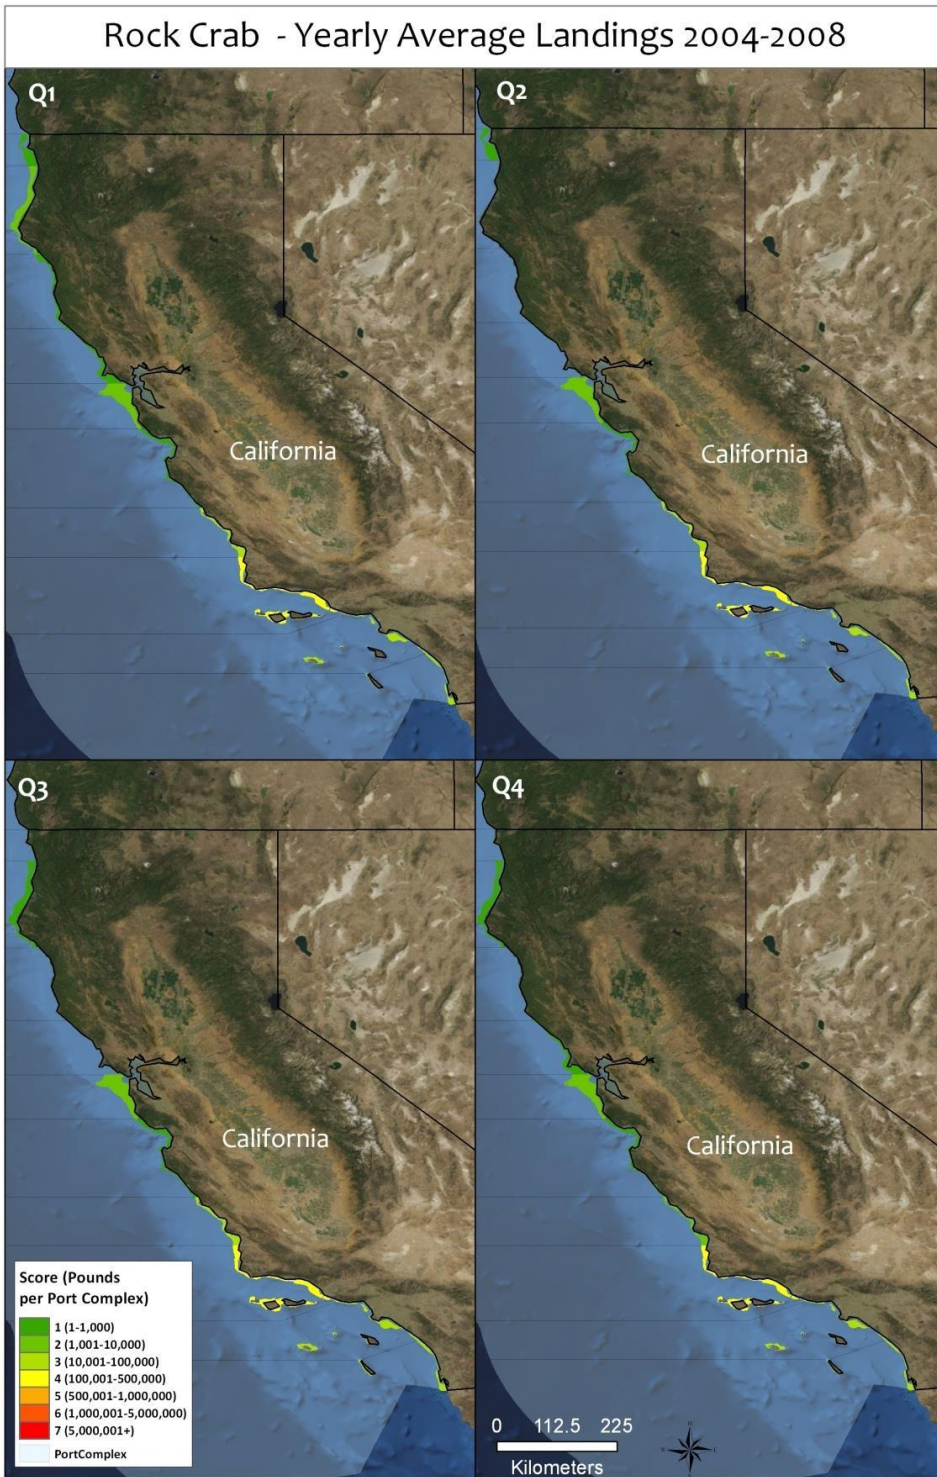 Rock Crab - Yearly Average Landings 2004-2008
Q1
Q2
California
California
Q3
Q4
California
California
Score (Pounds
per Port Complex)
1 (1-1,000)
2 (1,001-10,000)
3 (10,001-100,000)
4 (100,001-500,000)
5 (500,001-1,000,000)
6 (1,000,001-5,000,000)
7 (5,000,001+)
PortComplex
0 112.5 225
Kilometers